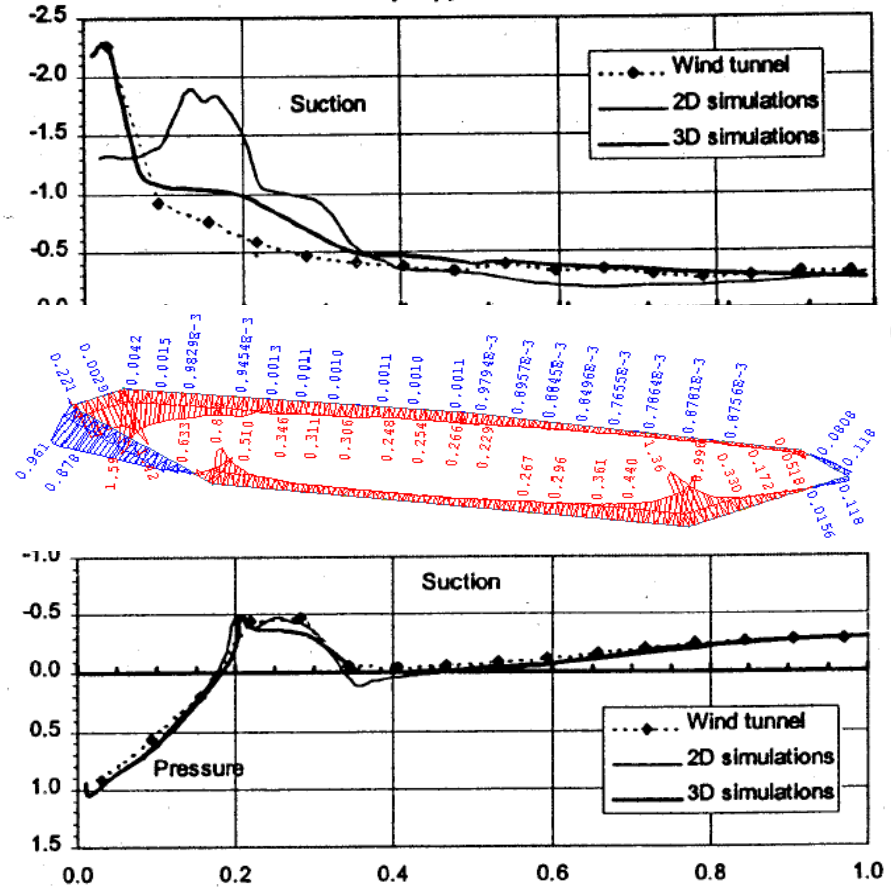 -2.5
Wind tunnel
-2.0
2D simulations
Suction
-1.5
3D simulations
-1.0
-0.5
0.0042
0.0015
0.9829E-3
0.9454E-3
0.0013
0.0011
0.0010
0.0011
0.0010
0.0011
0.9794E-3
0.8957E-3
0.8845E-3
0.8496E-3
0.7655E-3
0.7864E-3
0.8781E-3
0.8756E-3
0.0808
0.118
0.961
0.878
0.633
0.510
0.346
0.311
0.306
0.248
0.254
0.267
0.296
0.361
0.440
0.330
0.172
0.118
0.0156
-1.0
Suction
-0.5
0.0
Wind tunnel
0.5
Pressure
2D simulations
1.0
3D simulations
1.5
0.0 0.2 0.4 0.6 0.8 1.0